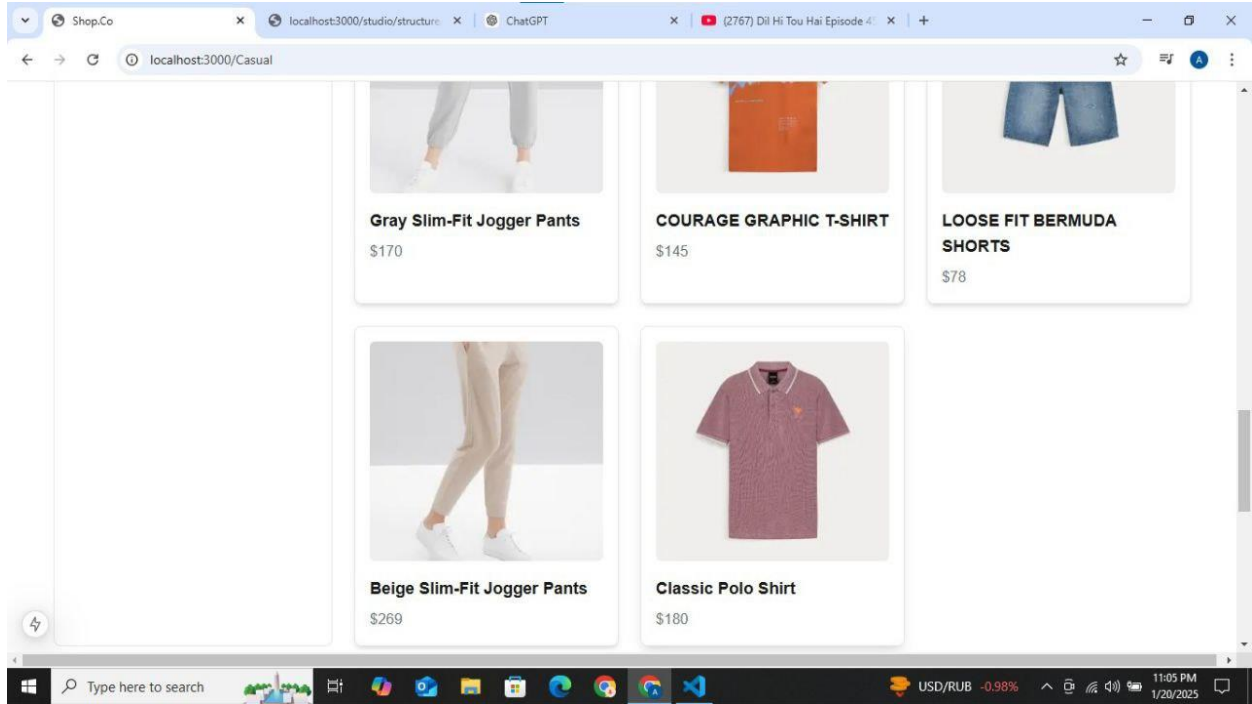 Shop.Co
localhost:3000/studio/structure
ChatGPT
(2767) Dil Hi Tou Hai Episode 4
localhost:3000/Casual
A
Gray Slim-Fit Jogger Pants
$170
COURAGE GRAPHIC T-SHIRT
$145
LOOSE FIT BERMUDA
SHORTS
$78
Beige Slim-Fit Jogger Pants
$269
Classic Polo Shirt
$180
Type here to search
USD/RUB -0.98%
11:05 PM
1/20/2025